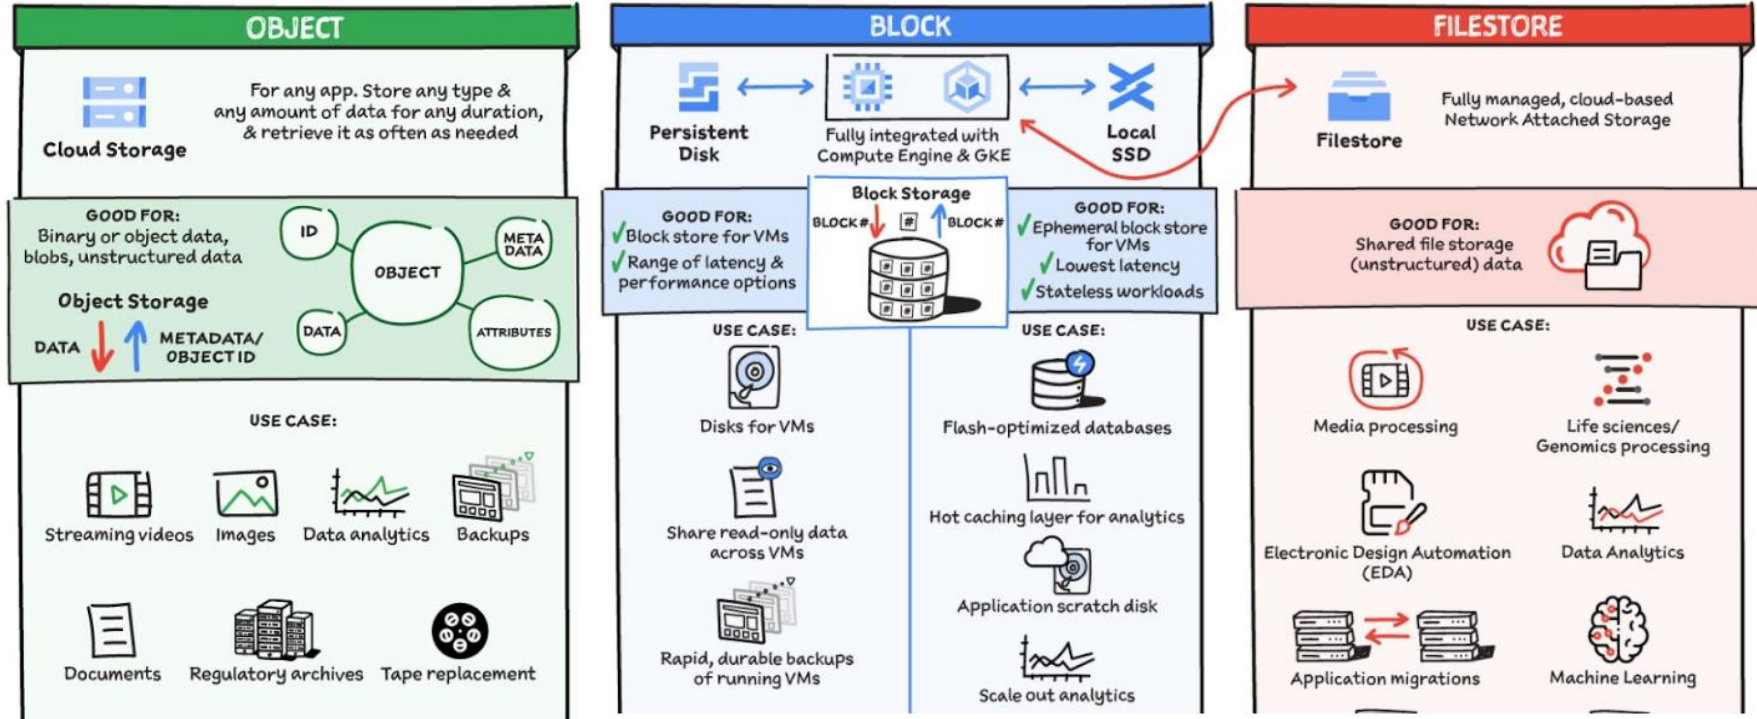 OBJECT
Cloud Storage
For any app. Store any type &
any amount of data for any duration,
& retrieve it as often as needed
GOOD FOR:
Binary or object data,
blobs, unstructured data
Object Storage
DATA
METADATA/
OBJECT ID
ID
META
DATA
OBJECT
DATA
ATTRIBUTES
USE CASE:
Streaming videos
Images
Data analytics
Backups
Documents
Regulatory archives
Tape replacement
BLOCK
Persistent
Disk
Fully integrated with
Compute Engine & GKE
Local
SSD
GOOD FOR:
Block store for VMs
Range of latency &
performance options
Block Storage
BLOCK#
#
BLOCK#
# # #
# # #
# # #
GOOD FOR:
Ephemeral block store
for VMs
Lowest latency
Stateless workloads
USE CASE:
Disks for VMs
Share read-only data
across VMs
Rapid, durable backups
of running VMs
USE CASE:
Flash-optimized databases
Hot caching layer for analytics
Application scratch disk
Scale out analytics
FILESTORE
Filestore
Fully managed, cloud-based
Network Attached Storage
GOOD FOR:
Shared file storage
(unstructured) data
USE CASE:
Media processing
Life sciences/
Genomics processing
Electronic Design Automation
(EDA)
Data Analytics
Application migrations
Machine Learning